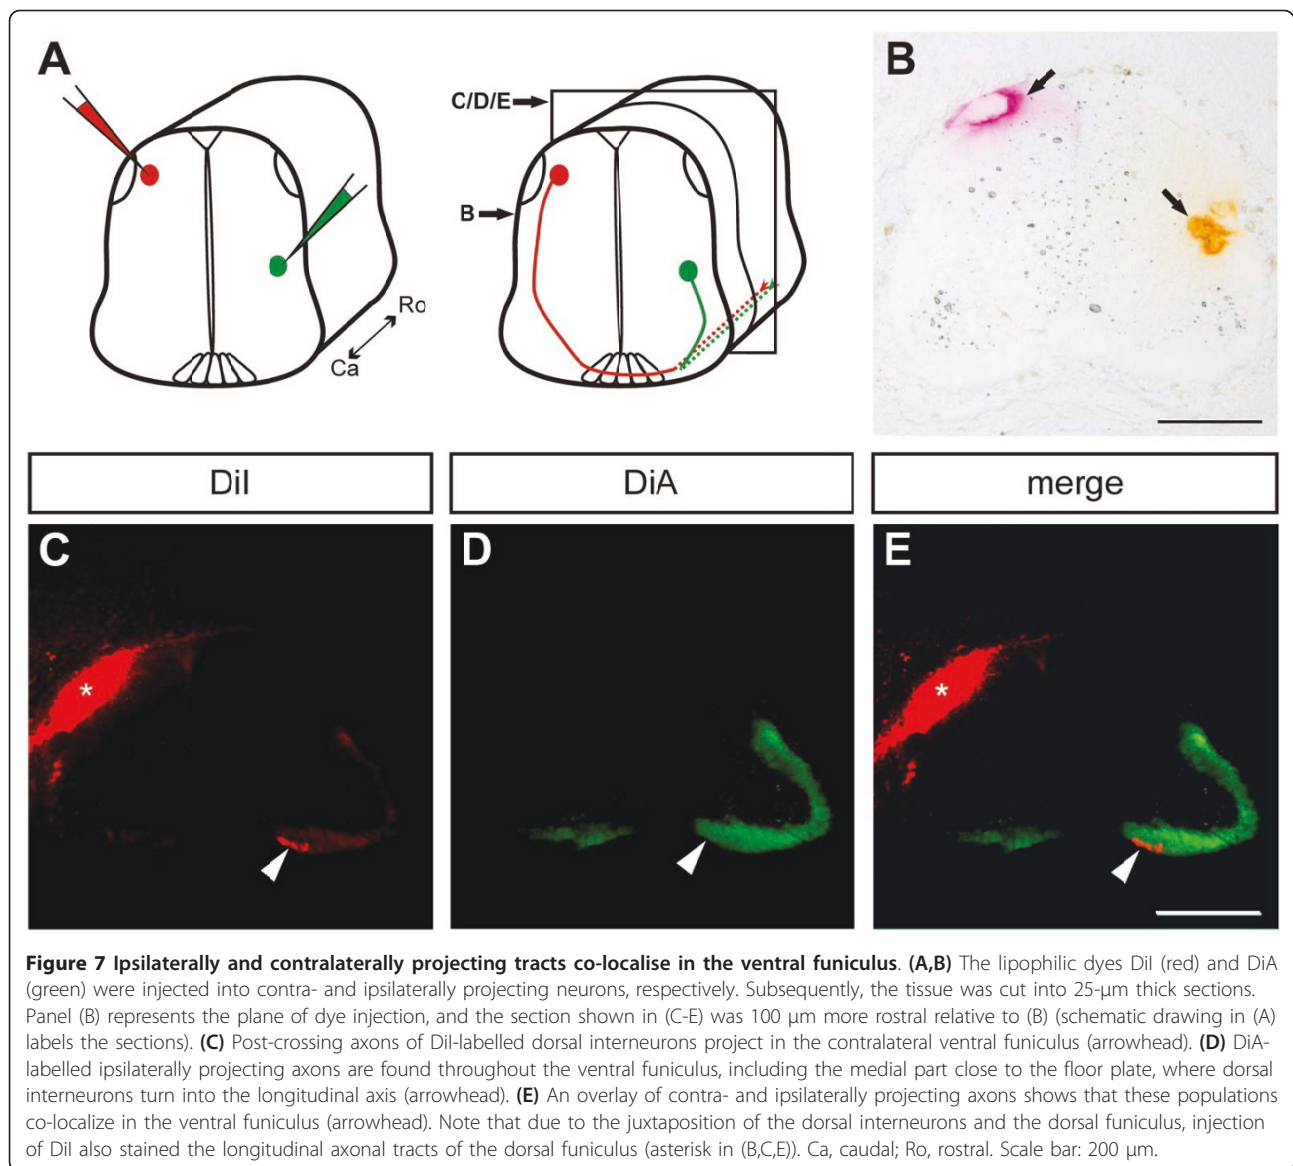 A
C/D/E
B
Ro
Ca
B
DiI
DiA
merge
C
*
D
E
*
Figure 7 Ipsilaterally and contralaterally projecting tracts co-localise in the ventral funiculus. (A,B) The lipophilic dyes DiI (red) and DiA
(green) were injected into contra- and ipsilaterally projecting neurons, respectively. Subsequently, the tissue was cut into 25-μm thick sections.
Panel (B) represents the plane of dye injection, and the section shown in (C-E) was 100 μm more rostral relative to (B) (schematic drawing in (A)
labels the sections). (C) Post-crossing axons of DiI-labelled dorsal interneurons project in the contralateral ventral funiculus (arrowhead). (D) DiA-
labelled ipsilaterally projecting axons are found throughout the ventral funiculus, including the medial part close to the floor plate, where dorsal
interneurons turn into the longitudinal axis (arrowhead). (E) An overlay of contra- and ipsilaterally projecting axons shows that these populations
co-localize in the ventral funiculus (arrowhead). Note that due to the juxtaposition of the dorsal interneurons and the dorsal funiculus, injection
of DiI also stained the longitudinal axonal tracts of the dorsal funiculus (asterisk in (B,C,E)). Ca, caudal; Ro, rostral. Scale bar: 200 μm.